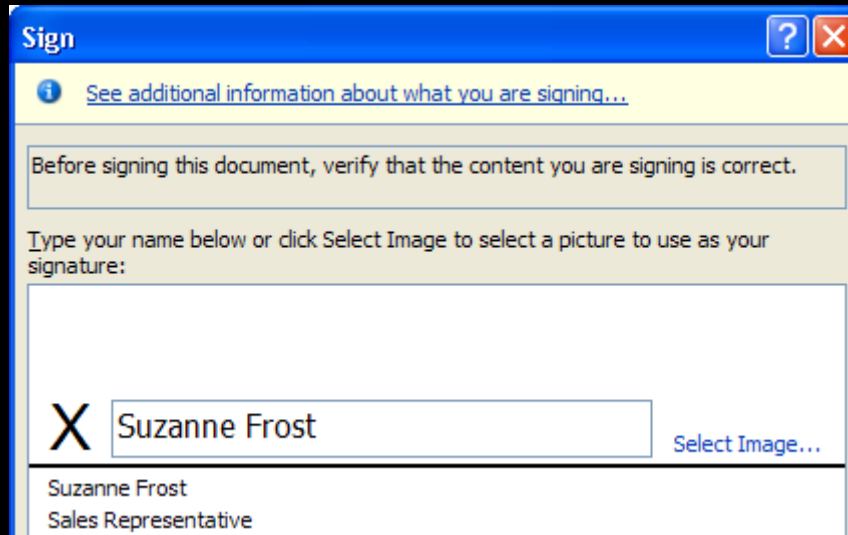 Sign
See additional information about what you are signing...
Before signing this document, verify that the content you are signing is correct.
Type your name below or click Select Image to select a picture to use as your
signature:
X Suzanne Frost
Select Image...
Suzanne Frost
Sales Representative